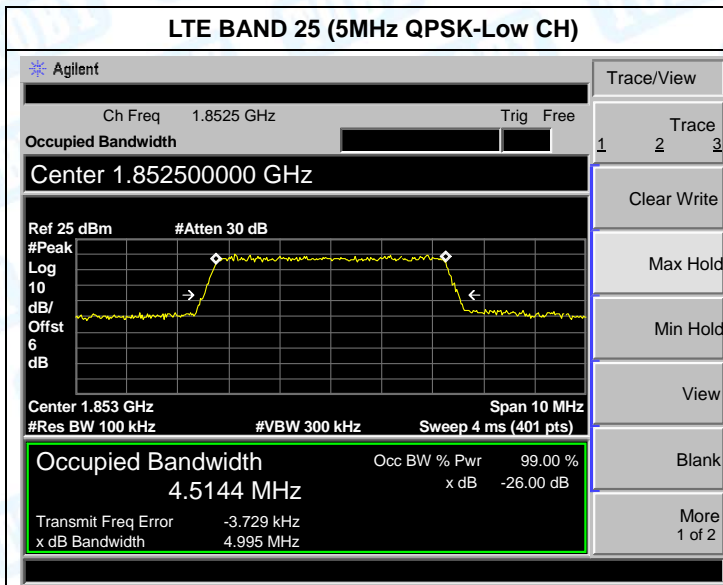 LTE BAND 25 (5MHz QPSK-Low CH)
Agilent
Trace/View
Ch Freq 1.8525 GHz Trig Free
Occupied Bandwidth
Trace
1 2 3
Center 1.852500000 GHz
Clear Write
Ref 25 dBm #Atten 30 dB
#Peak
Log
10
dB/
Offst
6
dB
Max Hold
Min Hold
View
Center 1.853 GHz Span 10 MHz
#Res BW 100 kHz #VBW 300 kHz Sweep 4 ms (401 pts)
Occupied Bandwidth Occ BW % Pwr 99.00 %
4.5144 MHz x dB -26.00 dB
Blank
Transmit Freq Error -3.729 kHz
x dB Bandwidth 4.995 MHz
More
1 of 2